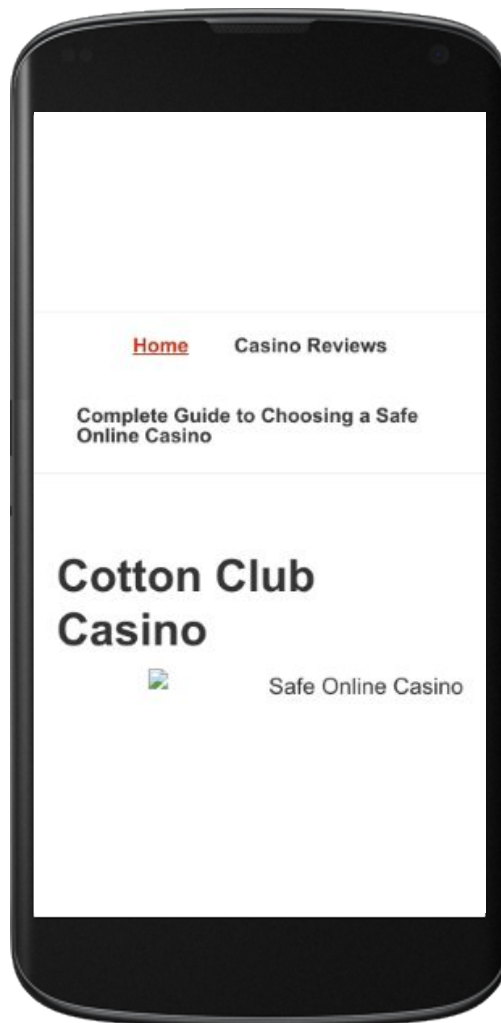 Home Casino Reviews
Complete Guide to Choosing a Safe
Online Casino
Cotton Club
Casino
Safe Online Casino